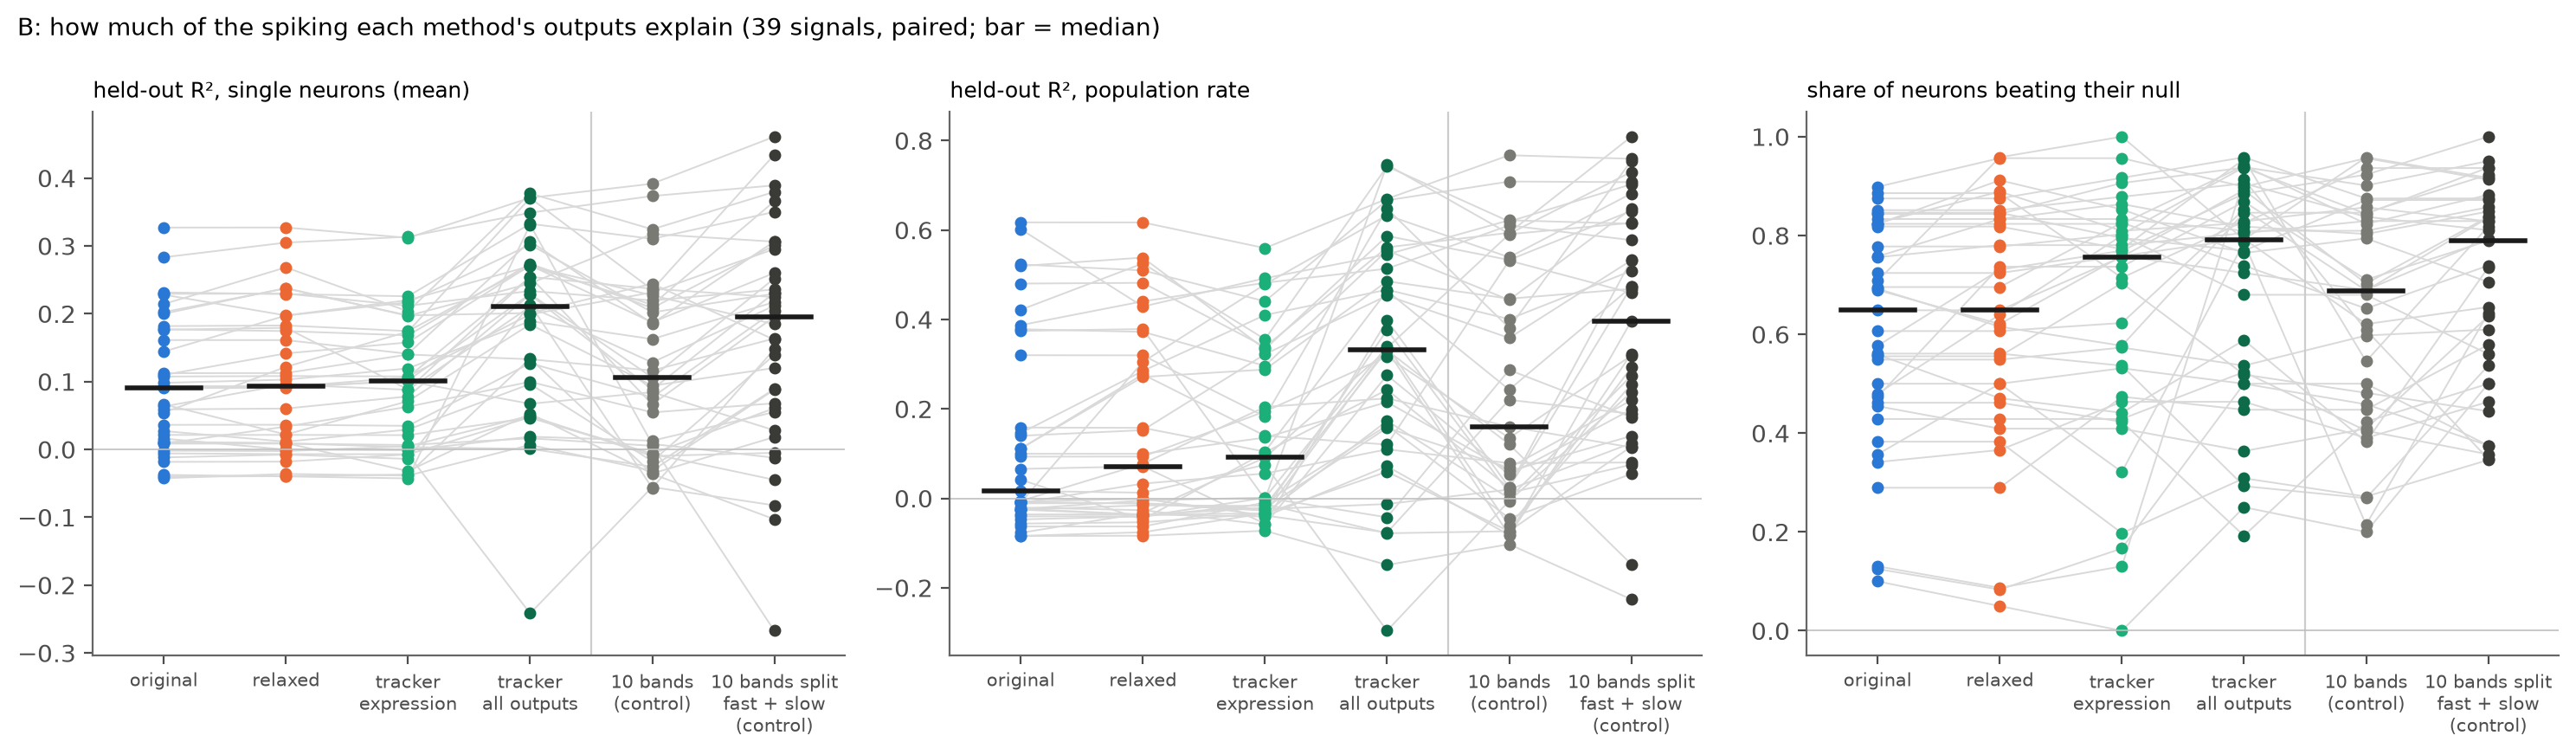 B: how much of the spiking each method's outputs explain (39 signals, paired; bar = median)
held-out R², single neurons (mean)
0.4
0.3
0.2
0.1
0.0
−0.1
−0.2
−0.3
original
relaxed
tracker
expression
tracker
all outputs
10 bands
(control)
10 bands split
fast + slow
(control)
held-out R², population rate
0.8
0.6
0.4
0.2
0.0
−0.2
original
relaxed
tracker
expression
tracker
all outputs
10 bands
(control)
10 bands split
fast + slow
(control)
share of neurons beating their null
1.0
0.8
0.6
0.4
0.2
0.0
original
relaxed
tracker
expression
tracker
all outputs
10 bands
(control)
10 bands split
fast + slow
(control)